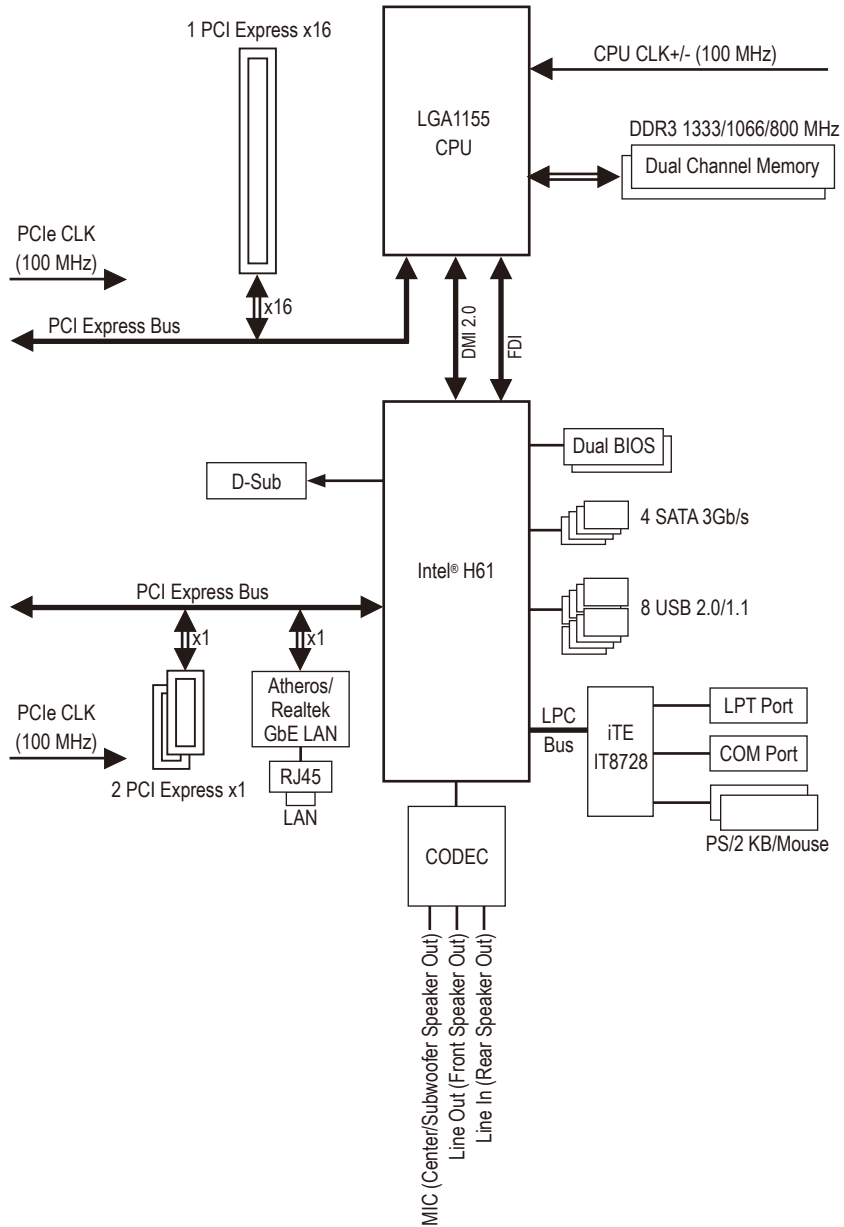 1 PCI Express x16
CPU CLK+/- (100 MHz)
LGA1155
CPU
DDR3 1333/1066/800 MHz
Dual Channel Memory
PCIe CLK
(100 MHz)
x16
PCI Express Bus
DMI 2.0
FDI
Dual BIOS
D-Sub
4 SATA 3Gb/s
Intel® H61
PCI Express Bus
8 USB 2.0/1.1
x1
x1
Atheros/
Realtek
GbE LAN
PCIe CLK
(100 MHz)
RJ45
LAN
2 PCI Express x1
LPC
Bus
iTE
IT8728
LPT Port
COM Port
PS/2 KB/Mouse
CODEC
MIC (Center/Subwoofer Speaker Out)
Line Out (Front Speaker Out)
Line In (Rear Speaker Out)